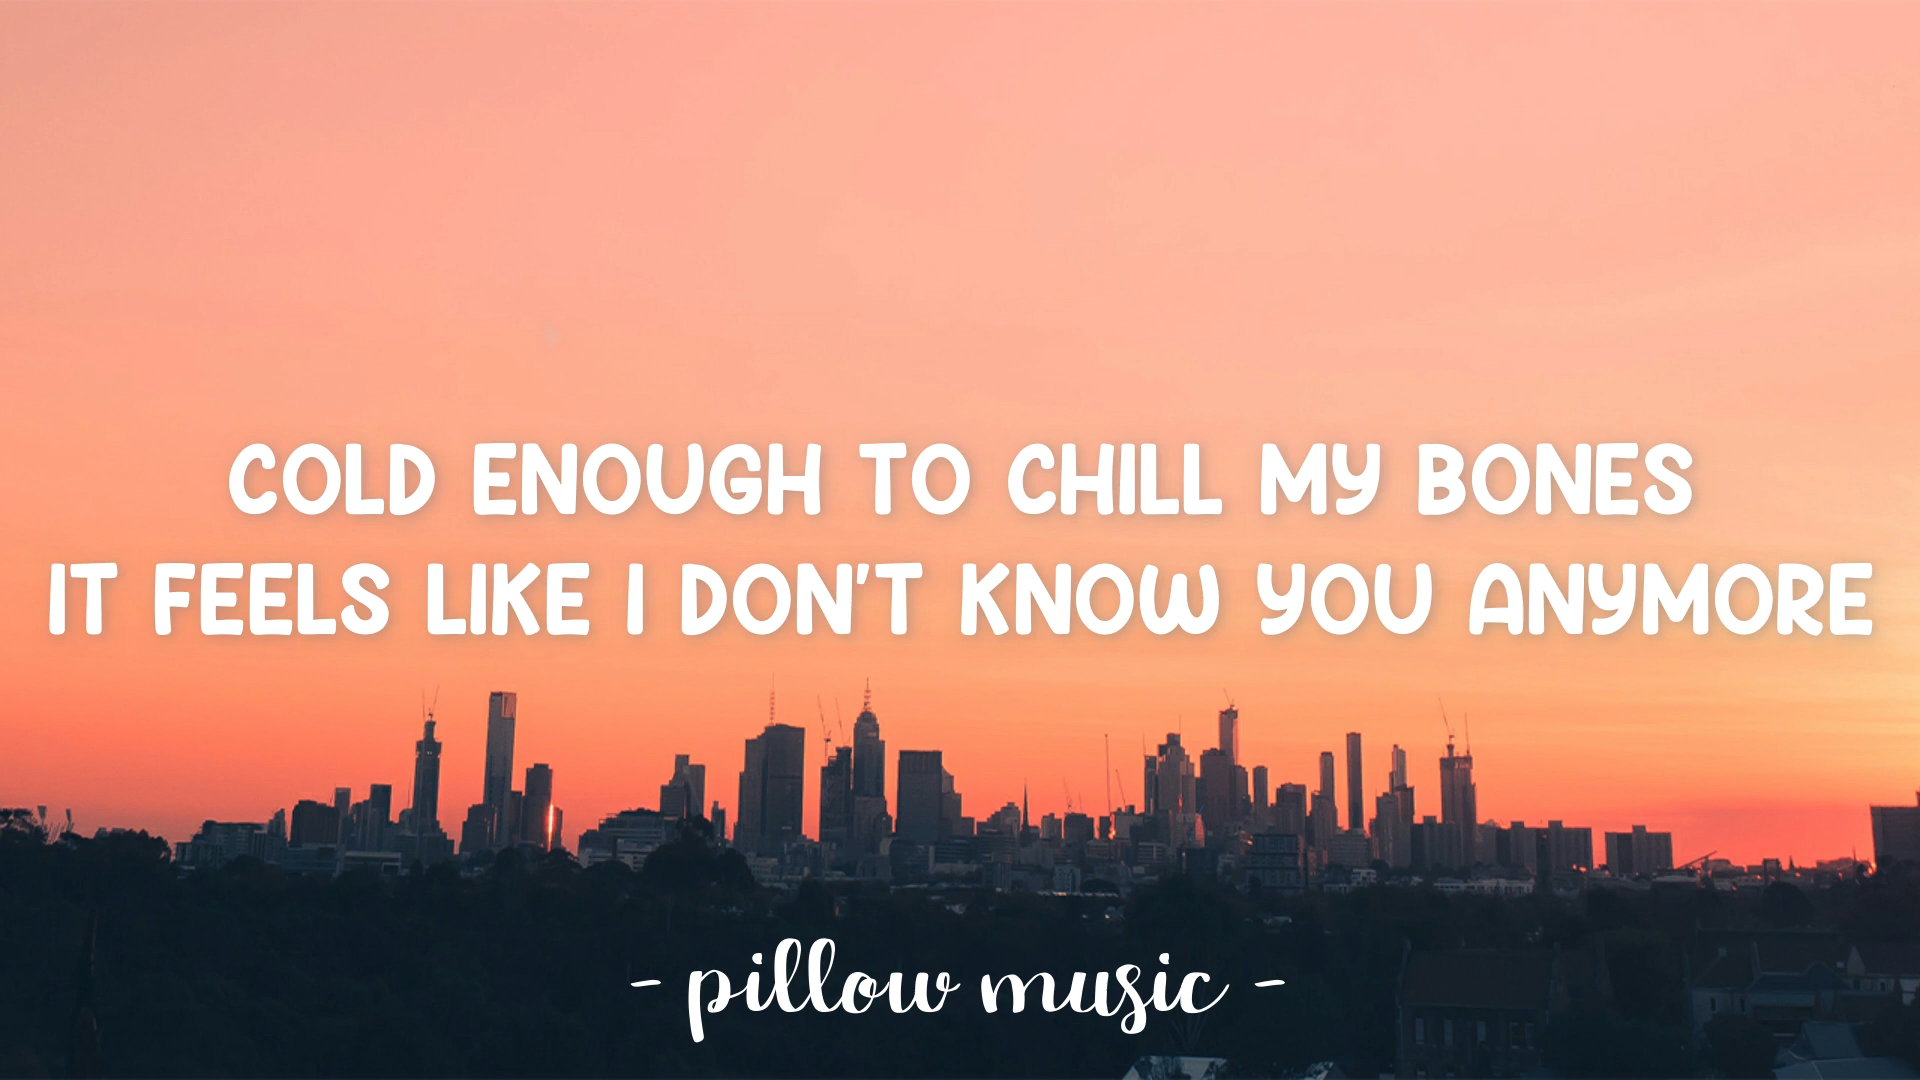 COLD ENOUGH TO CHILL MY BONES
IT FEELS LIKE I DON'T KNOW YOU ANYMORE
- pillow music -